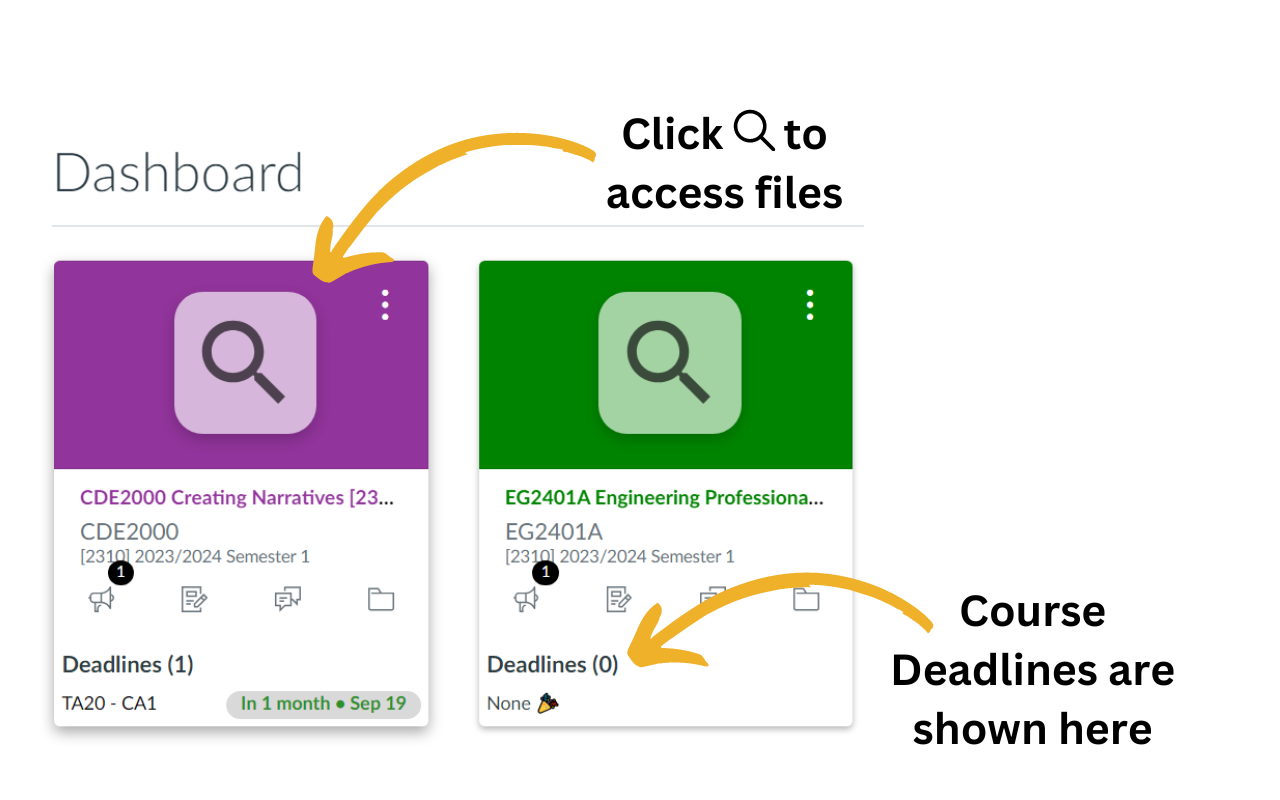 Click to
access files
Dashboard
CDE2000 Creating Narratives [23...
CDE2000
[2310] 2023/2024 Semester 1
1
Deadlines (1)
TA20 - CA1
In 1 month • Sep 19
EG2401A Engineering Professiona...
EG2401A
[2310] 2023/2024 Semester 1
1
Deadlines (0)
None
Course
Deadlines are
shown here